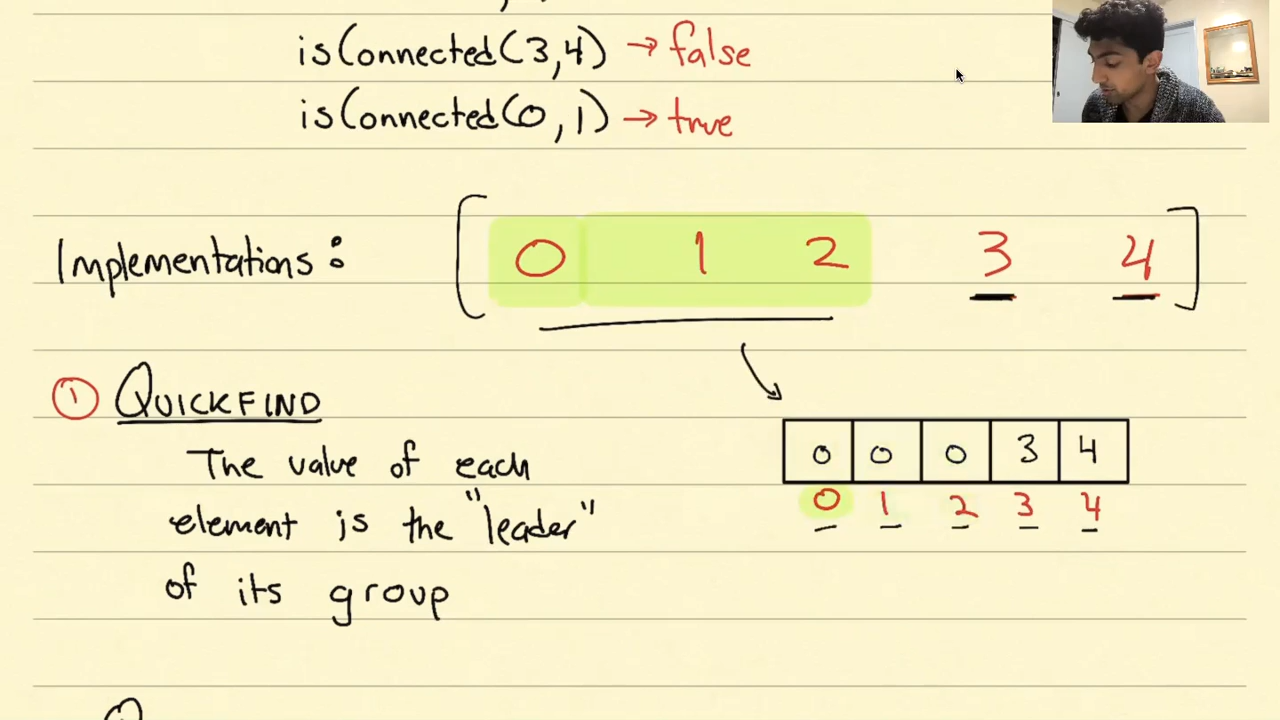 isConnected(3,4) → false
isConnected(0,1) → true
Implementations: [ 0 1 2 3 4 ]
① QUICKFIND
The value of each
element is the "leader"
of its group
0 0 0 3 4
0 1 2 3 4